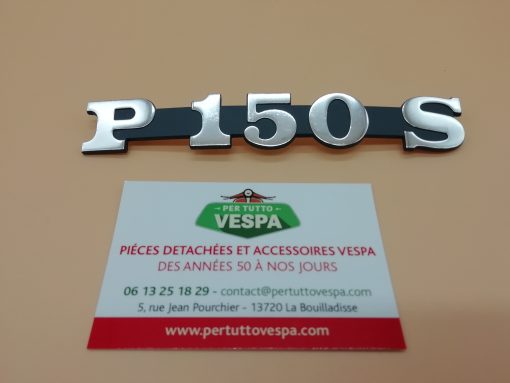 P 150 S
PER TUTTO
VESPA
PIÉCES DETACHÉES ET ACCESSOIRES VESPA
DES ANNÉES 50 À NOS JOURS
06 13 25 18 29 - contact@pertuttovespa.com
5, rue Jean Pourchier - 13720 La Bouilladisse
www.pertuttovespa.com